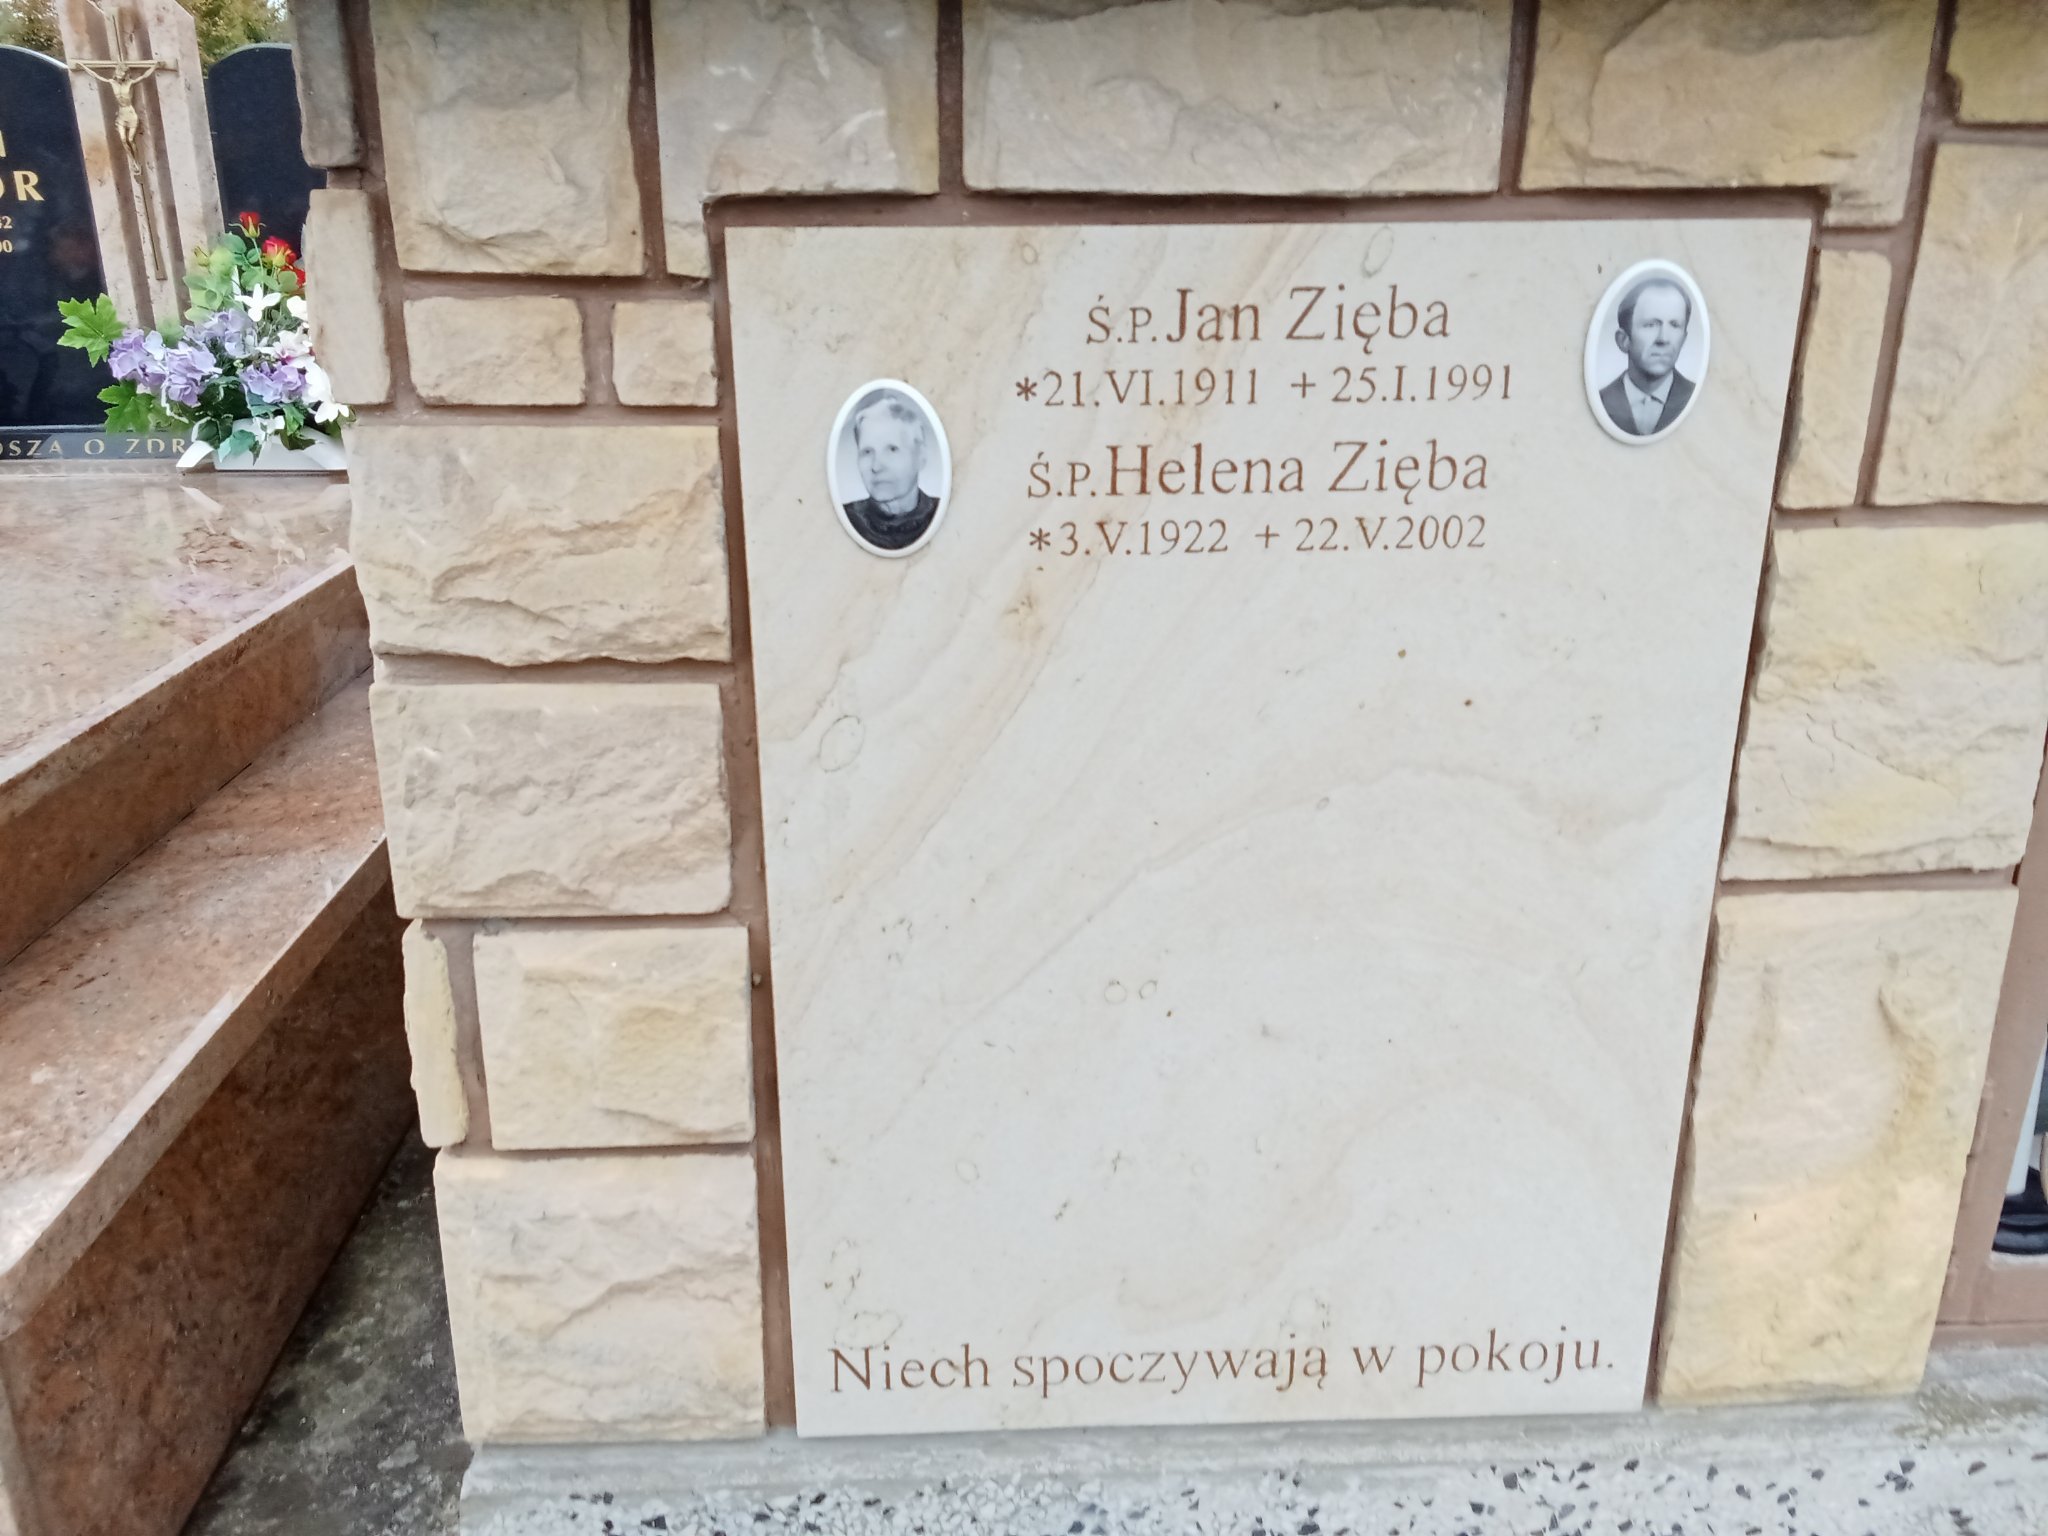 Ś.P. Jan Zięba
*21.VI.1911 + 25.I.1991
Ś.P. Helena Zięba
*3.V.1922 + 22.V.2002
Niech spoczywają w pokoju.
O